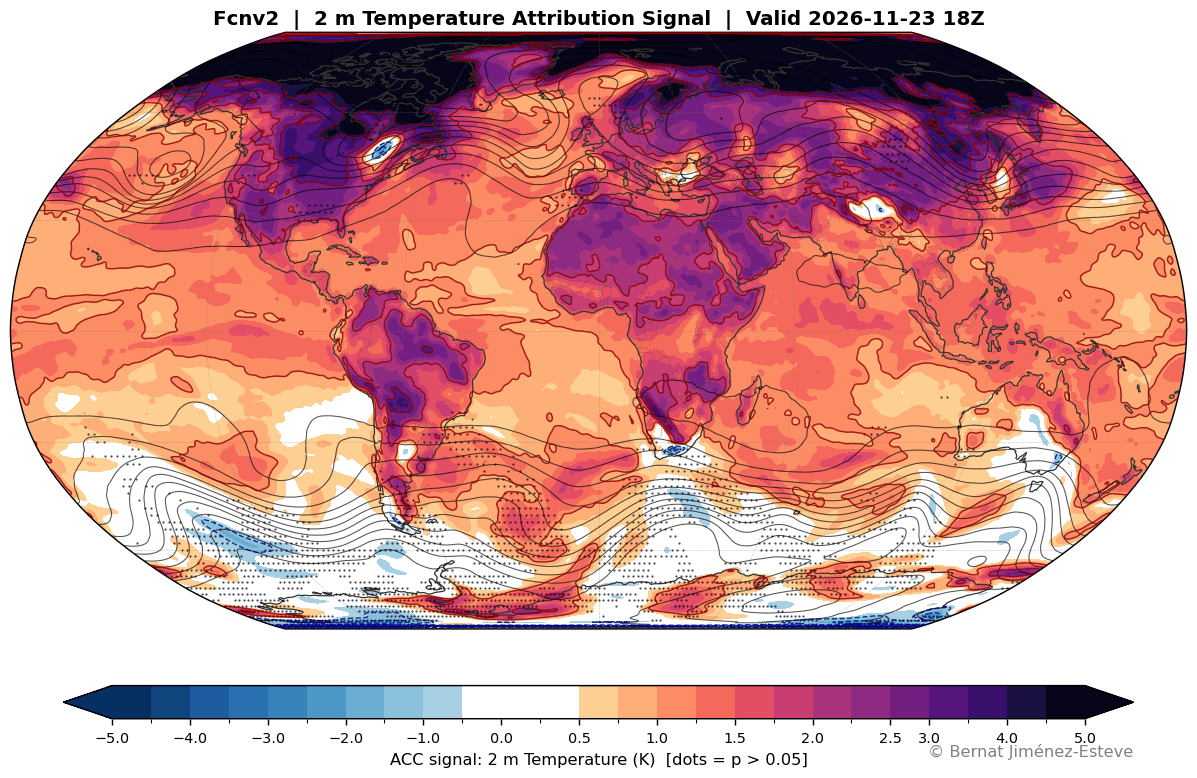 Fcnv2 | 2 m Temperature Attribution Signal | Valid 2026-11-23 18Z
−5.0 −4.0 −3.0 −2.0 −1.0 0.0 0.5 1.0 1.5 2.0 2.5 3.0 4.0 5.0
ACC signal: 2 m Temperature (K) [dots = p > 0.05]
© Bernat Jiménez-Esteve